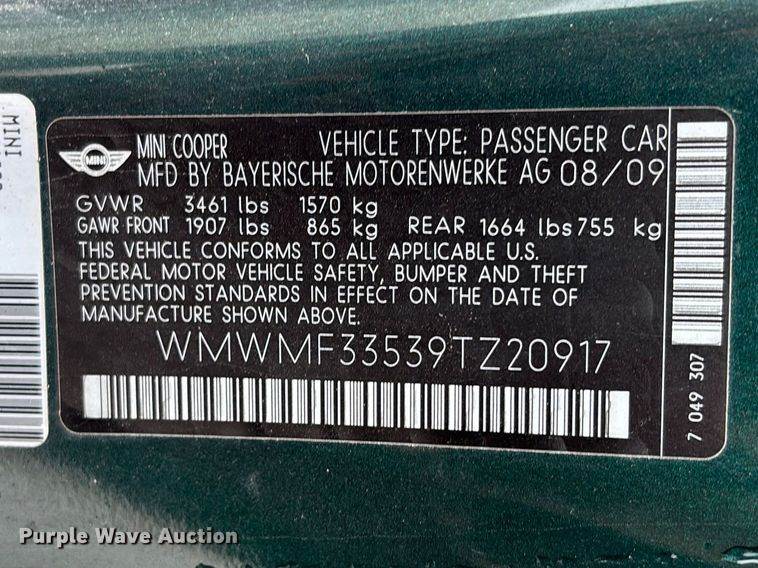 MINI
MINI COOPER VEHICLE TYPE: PASSENGER CAR
MFD BY BAYERISCHE MOTORENWERKE AG 08/09
GVWR 3461 lbs 1570 kg
GAWR FRONT 1907 lbs 865 kg REAR 1664 lbs 755 kg
THIS VEHICLE CONFORMS TO ALL APPLICABLE U.S.
FEDERAL MOTOR VEHICLE SAFETY, BUMPER AND THEFT
PREVENTION STANDARDS IN EFFECT ON THE DATE OF
MANUFACTURE SHOWN ABOVE.
WMWMF33539TZ20917
7 049 307
MINI
Purple Wave Auction